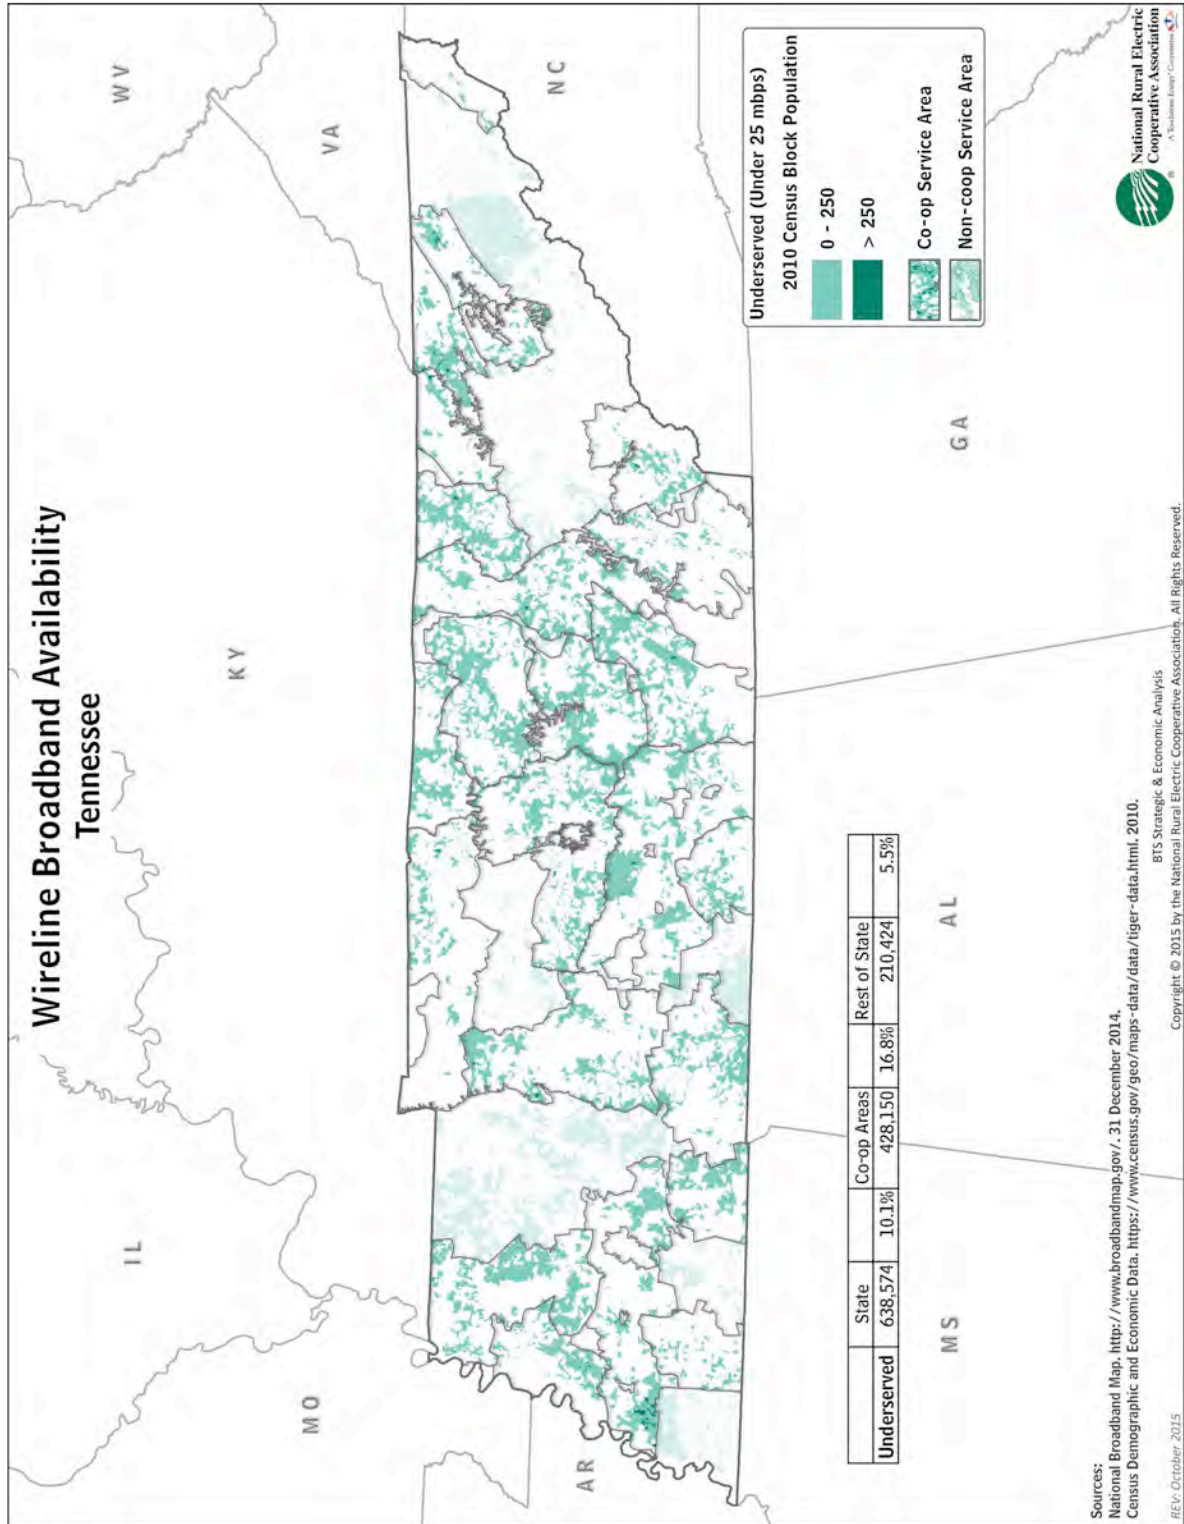 Wireline Broadband Availability
Tennessee
WV
VA
NC
KY
IL
MO
AR
MS
AL
GA
Underserved (Under 25 mbps)
2010 Census Block Population
0 - 250
> 250
Co-op Service Area
Non-coop Service Area
State Co-op Areas Rest of State
Underserved 638,574 10.1% 428,150 16.8% 210,424 5.5%
National Rural Electric
Cooperative Association
A Touchstone Energy® Cooperative
®
Sources:
National Broadband Map. http://www.broadbandmap.gov/. 31 December 2014.
Census Demographic and Economic Data. https://www.census.gov/geo/maps-data/data/tiger-data.html. 2010.
BTS Strategic & Economic Analysis
Copyright © 2015 by the National Rural Electric Cooperative Association. All Rights Reserved.
REV: October 2015